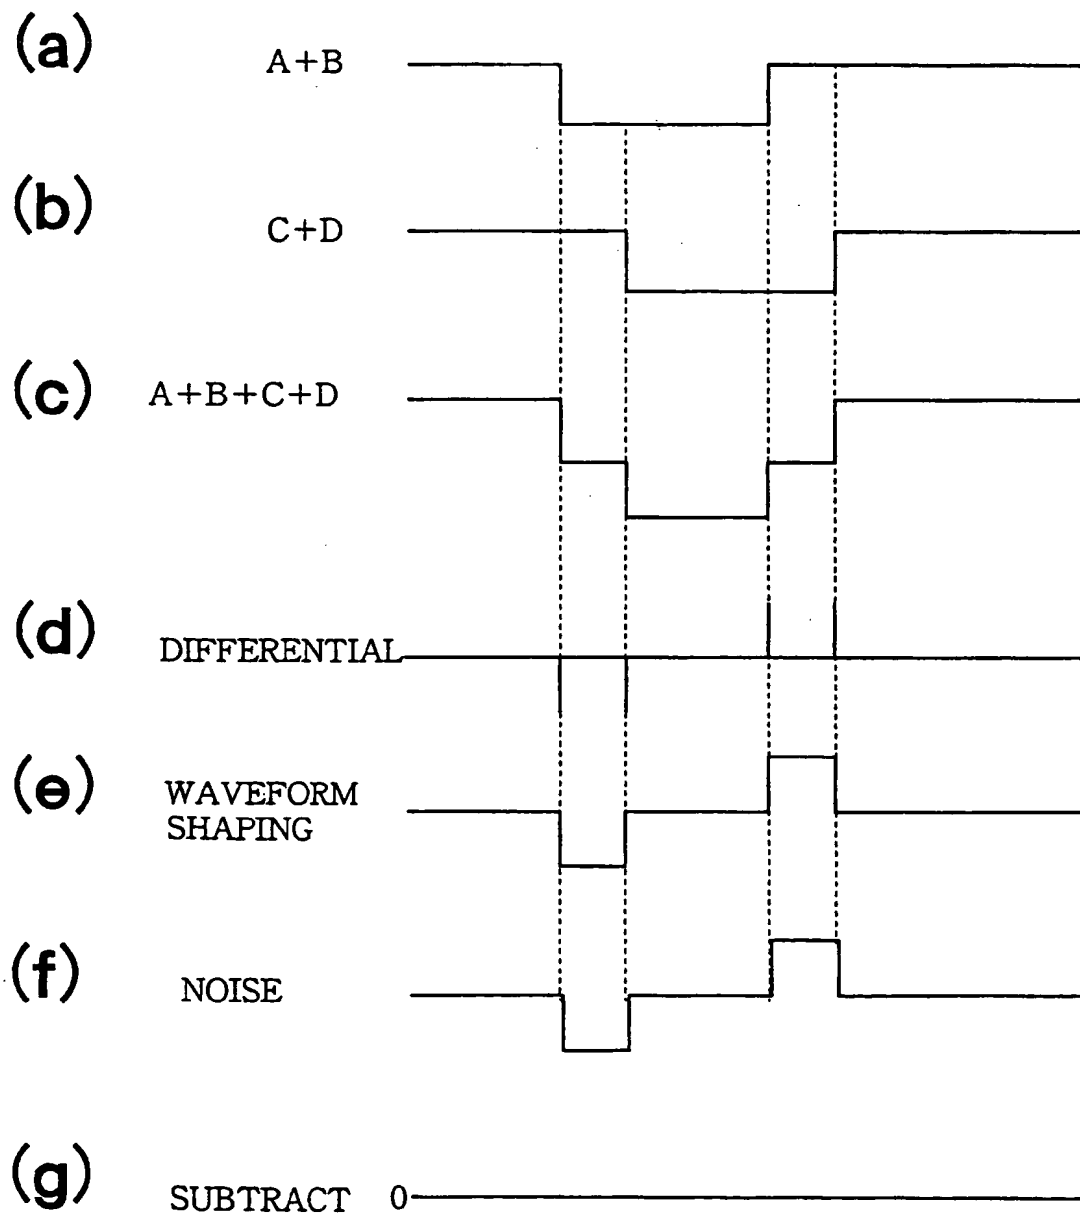 (a) A+B
(b) C+D
(c) A+B+C+D
(d) DIFFERENTIAL
(e) WAVEFORM
SHAPING
(f) NOISE
(g) SUBTRACT 0